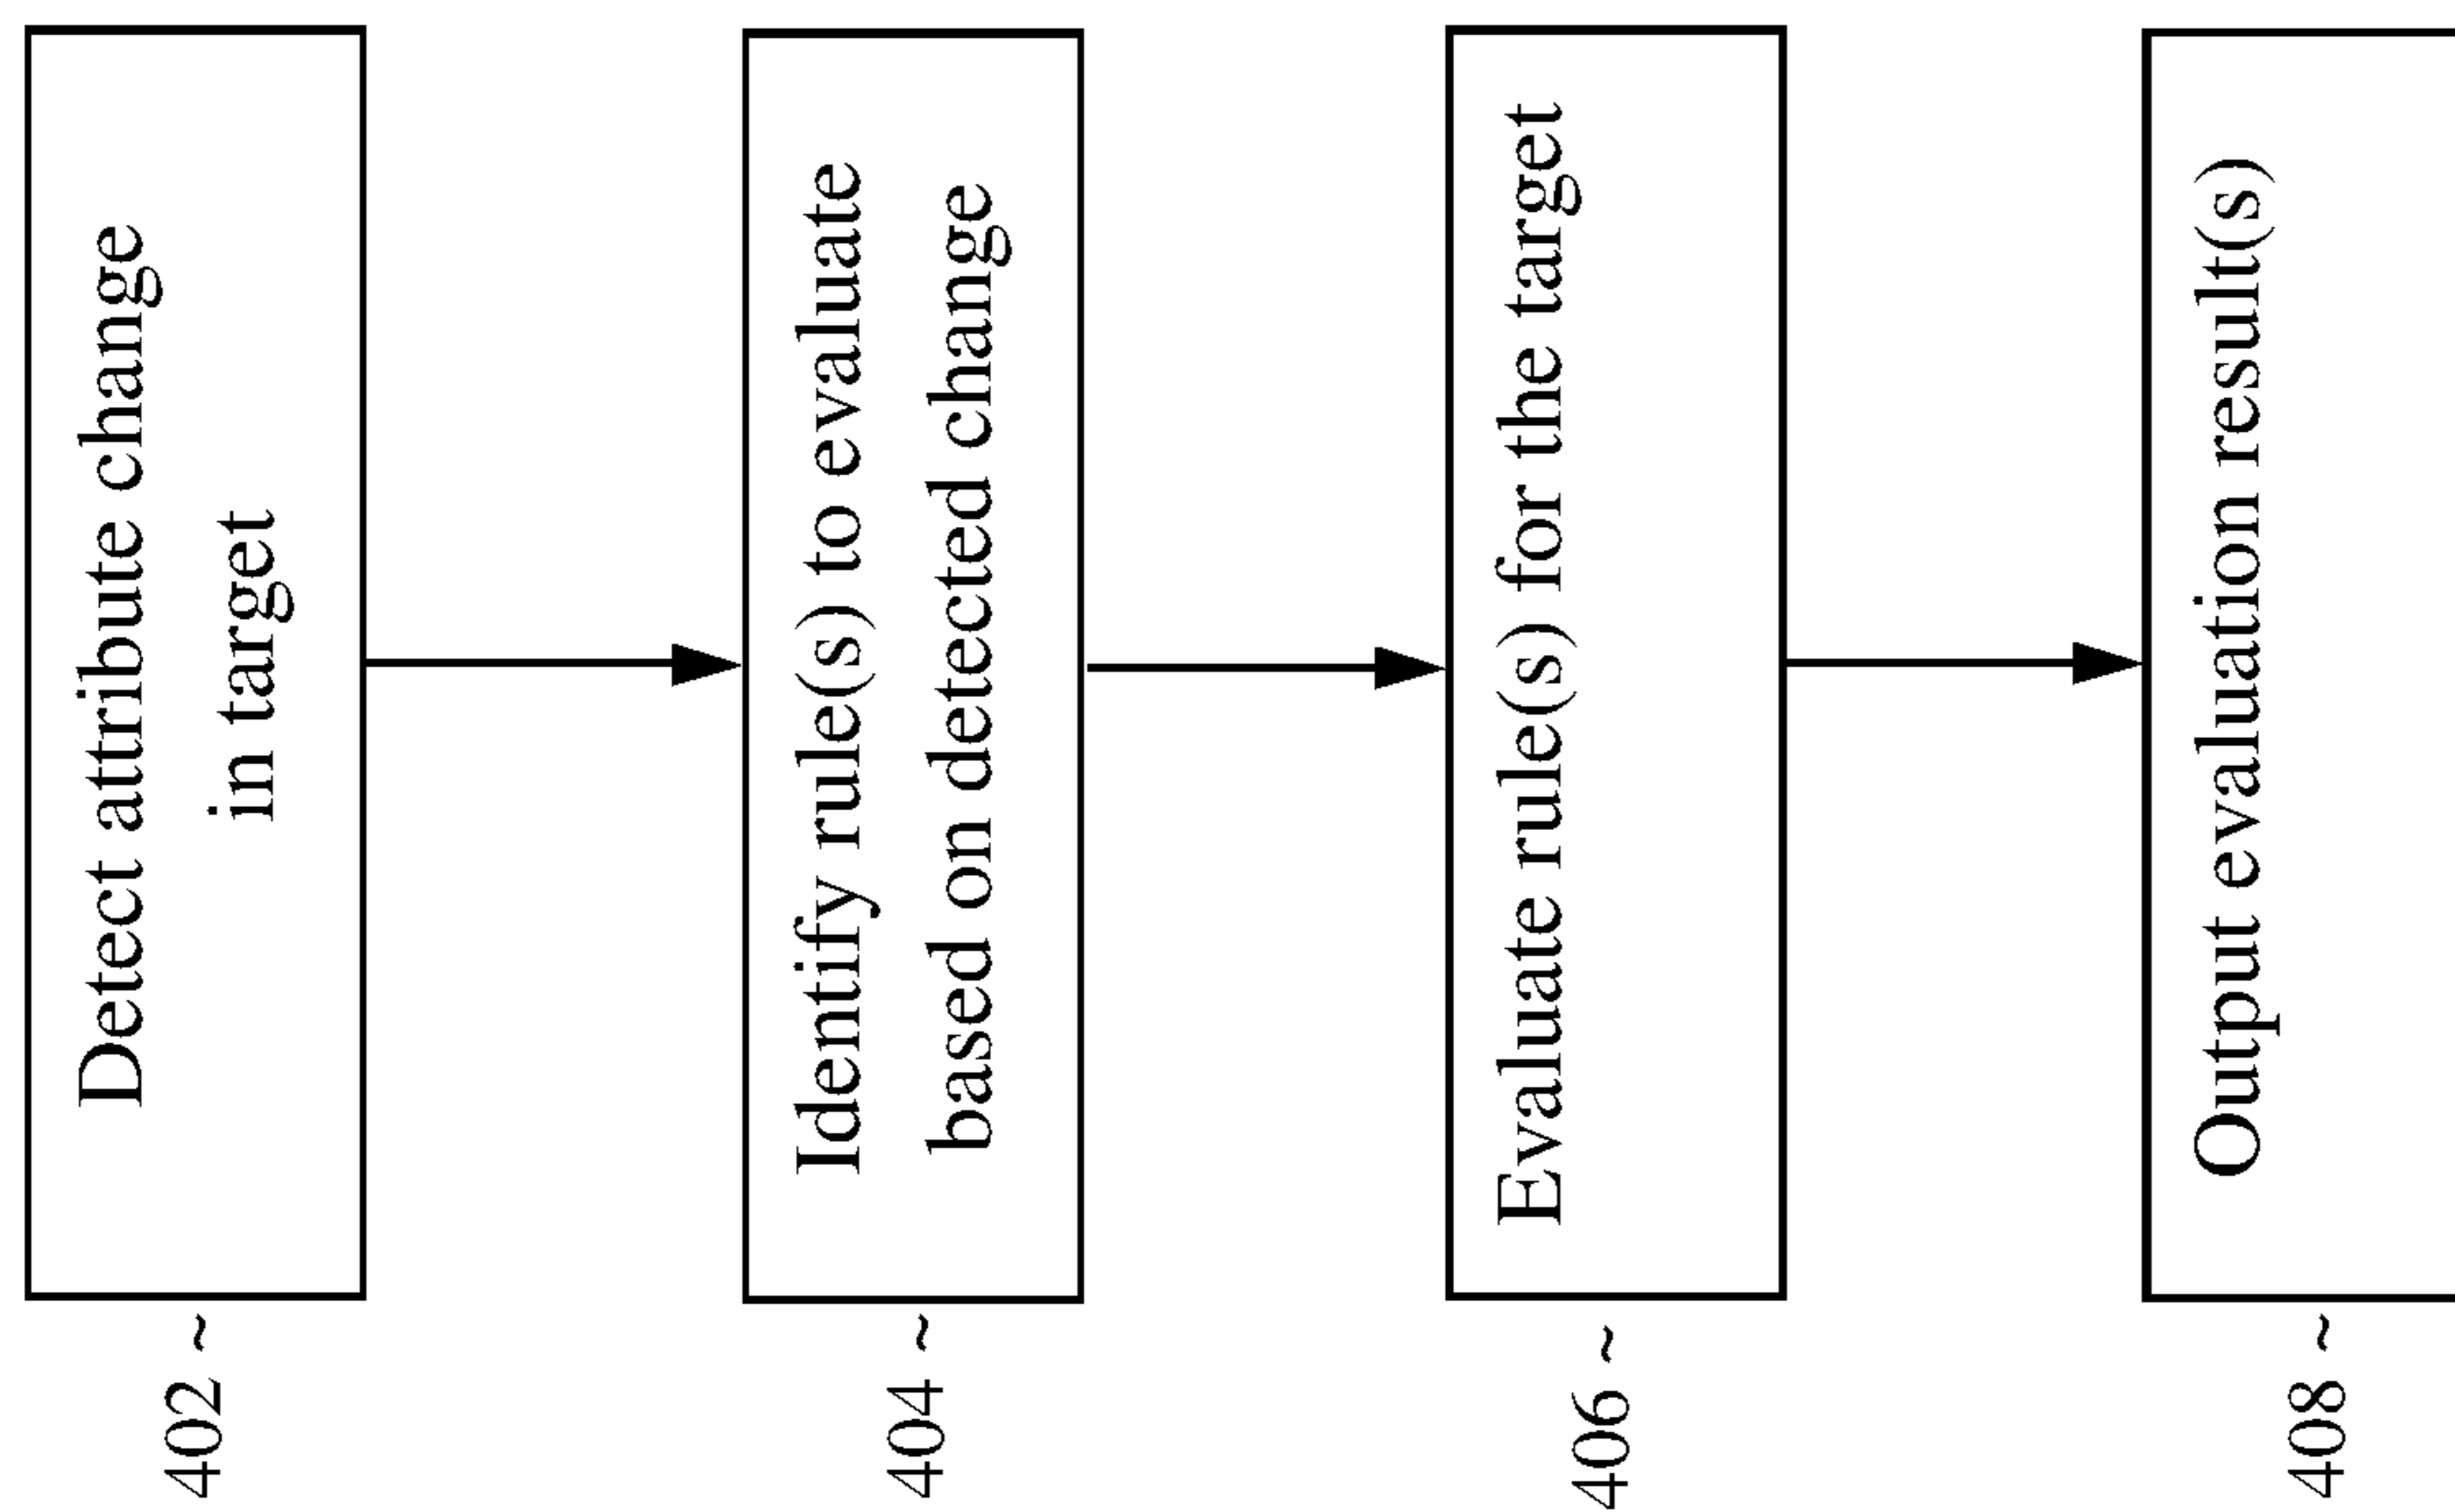 402 ~
Detect attribute change
in target
404 ~
Identify rule(s) to evaluate
based on detected change
406 ~
Evaluate rule(s) for the target
408 ~
Output evaluation result(s)